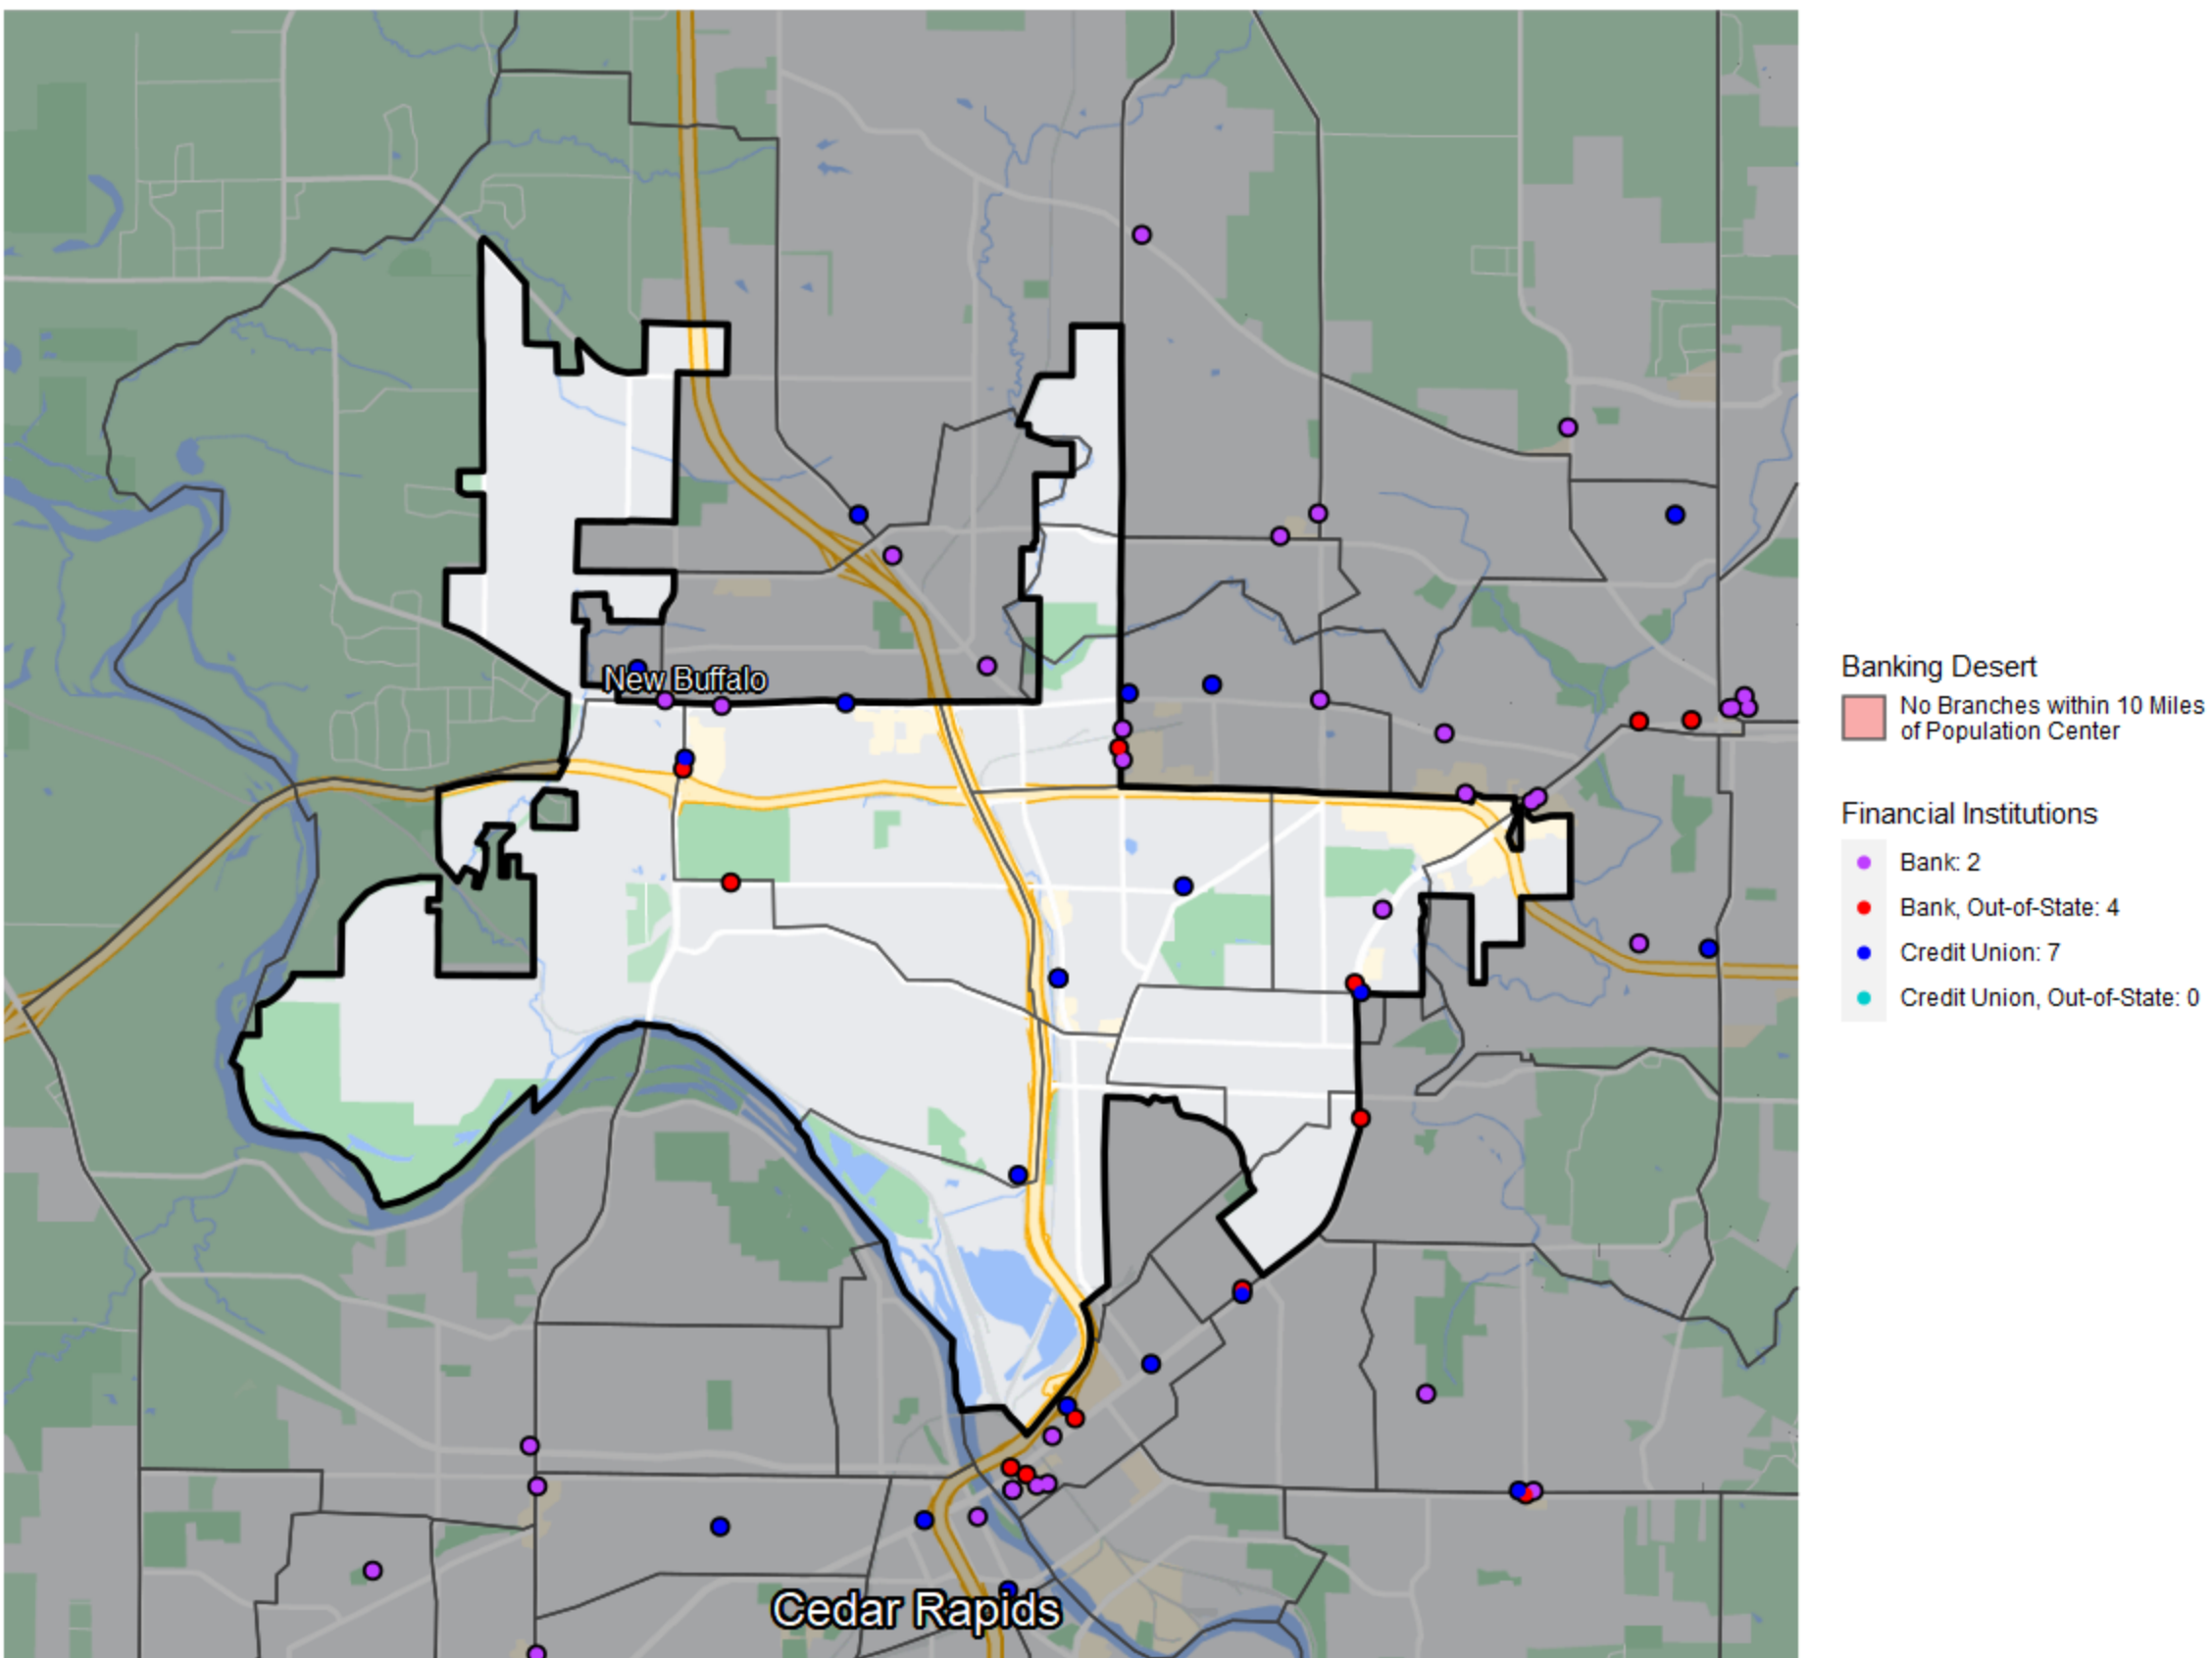 New Buffalo
Cedar Rapids
Banking Desert
No Branches within 10 Miles
of Population Center
Financial Institutions
Bank: 2
Bank, Out-of-State: 4
Credit Union: 7
Credit Union, Out-of-State: 0